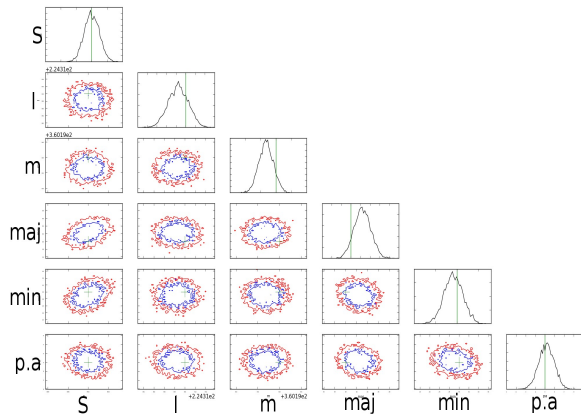 S
+2.2431e2
l
+3.6019e2
m
maj
min
p.a
+2.2431e2 +3.6019e2
S l m maj min p.a